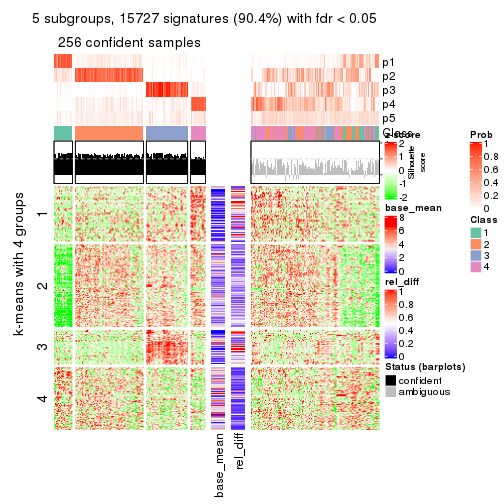 5 subgroups, 15727 signatures (90.4%) with fdr < 0.05
256 confident samples
p1
p2
p3
p4
p5
Class
k-means with 4 groups
1
2
3
4
base_mean
rel_diff
z-score
2
1
0
-1
-2
Silhouette
score
base_mean
8
6
4
2
0
rel_diff
1
0.8
0.6
0.4
0.2
0
Status (barplots)
confident
ambiguous
Prob
1
0.8
0.6
0.4
0.2
0
Class
1
2
3
4